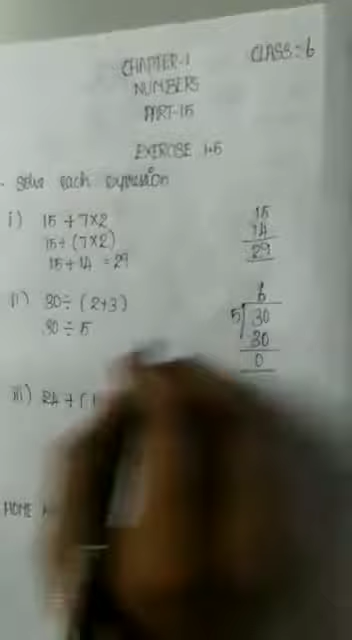 CHAPTER-1 CLASS: 6
NUMBERS
PART-15
EXERCISE 1.5
solve each expression
i) 15 + 7×2
15+ (7×2)
15+14 = 29
15
14
29
ii) 30÷ (2+3)
30 ÷ 5
6
5 30
30
0
iii) 24 + (
HOME